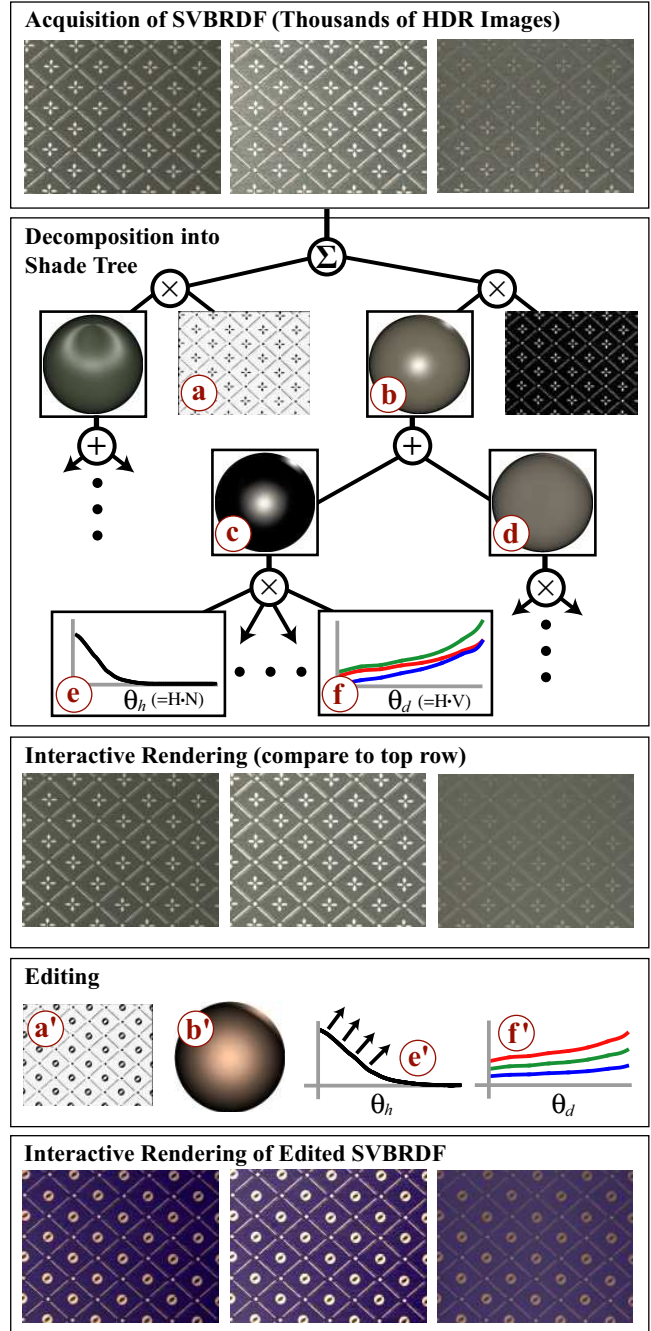 Acquisition of SVBRDF (Thousands of HDR Images)
Decomposition into
Shade Tree
Σ
×
×
a
b
+
+
c
d
×
×
e
θh (=H·N)
f
θd (=H·V)
Interactive Rendering (compare to top row)
Editing
a'
b'
e'
f'
θh
θd
Interactive Rendering of Edited SVBRDF